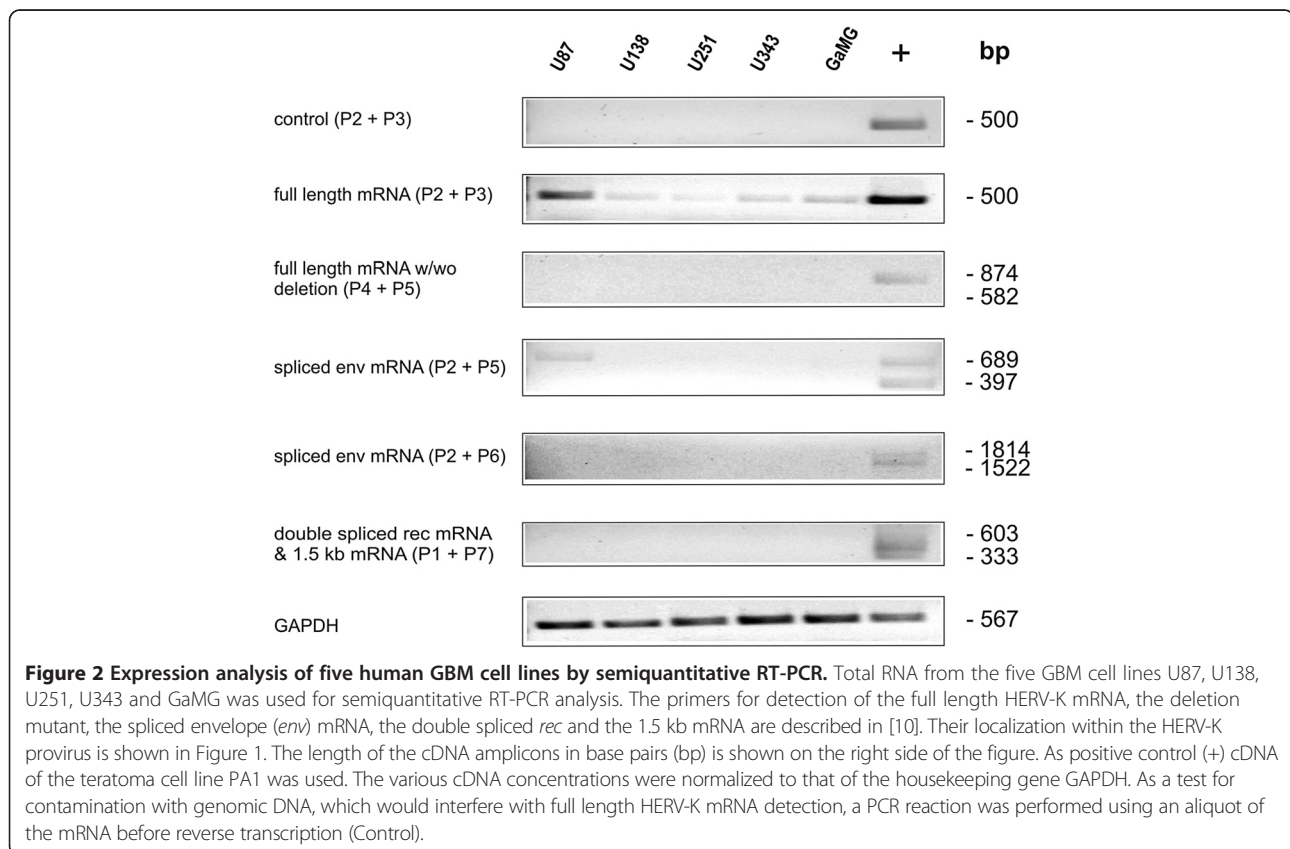 U87 U138 U251 U343 GaMG + bp
control (P2 + P3) - 500
full length mRNA (P2 + P3) - 500
full length mRNA w/wo - 874
deletion (P4 + P5) - 582
spliced env mRNA (P2 + P5) - 689
- 397
spliced env mRNA (P2 + P6) - 1814
- 1522
double spliced rec mRNA - 603
& 1.5 kb mRNA (P1 + P7) - 333
GAPDH - 567
Figure 2 Expression analysis of five human GBM cell lines by semiquantitative RT-PCR. Total RNA from the five GBM cell lines U87, U138,
U251, U343 and GaMG was used for semiquantitative RT-PCR analysis. The primers for detection of the full length HERV-K mRNA, the deletion
mutant, the spliced envelope (env) mRNA, the double spliced rec and the 1.5 kb mRNA are described in [10]. Their localization within the HERV-K
provirus is shown in Figure 1. The length of the cDNA amplicons in base pairs (bp) is shown on the right side of the figure. As positive control (+) cDNA
of the teratoma cell line PA1 was used. The various cDNA concentrations were normalized to that of the housekeeping gene GAPDH. As a test for
contamination with genomic DNA, which would interfere with full length HERV-K mRNA detection, a PCR reaction was performed using an aliquot of
the mRNA before reverse transcription (Control).